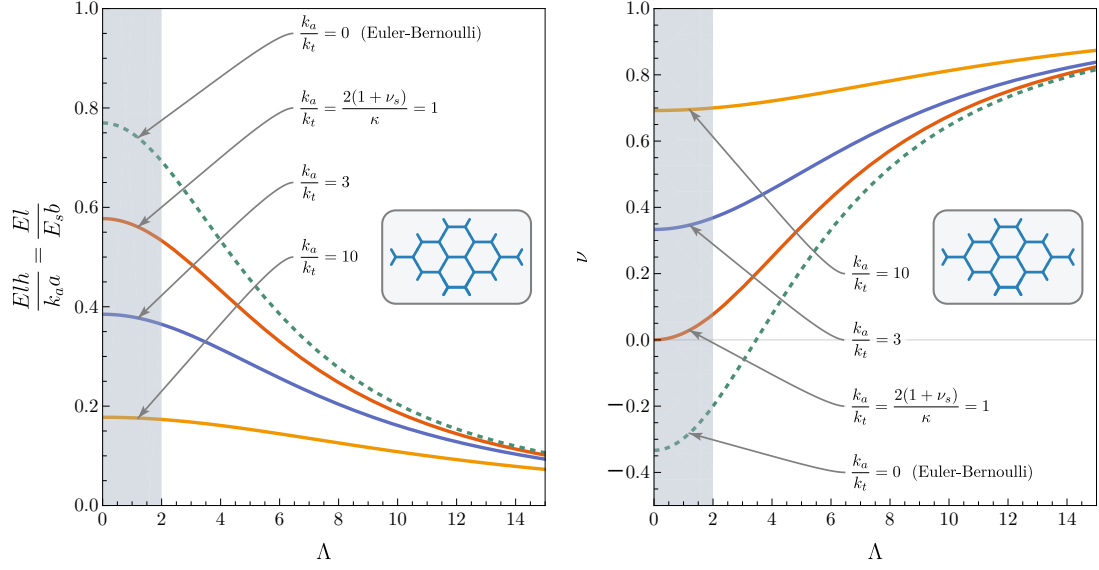 1.0
0.8
0.6
0.4
0.2
0.0
0 2 4 6 8 10 12 14
Λ
Elh/k_a a = El/E_s b
k_a/k_t = 0 (Euler-Bernoulli)
k_a/k_t = 2(1 + ν_s)/κ = 1
k_a/k_t = 3
k_a/k_t = 10
1.0
0.8
0.6
0.4
0.2
0.0
−0.2
−0.4
0 2 4 6 8 10 12 14
Λ
ν
k_a/k_t = 10
k_a/k_t = 3
k_a/k_t = 2(1 + ν_s)/κ = 1
k_a/k_t = 0 (Euler-Bernoulli)